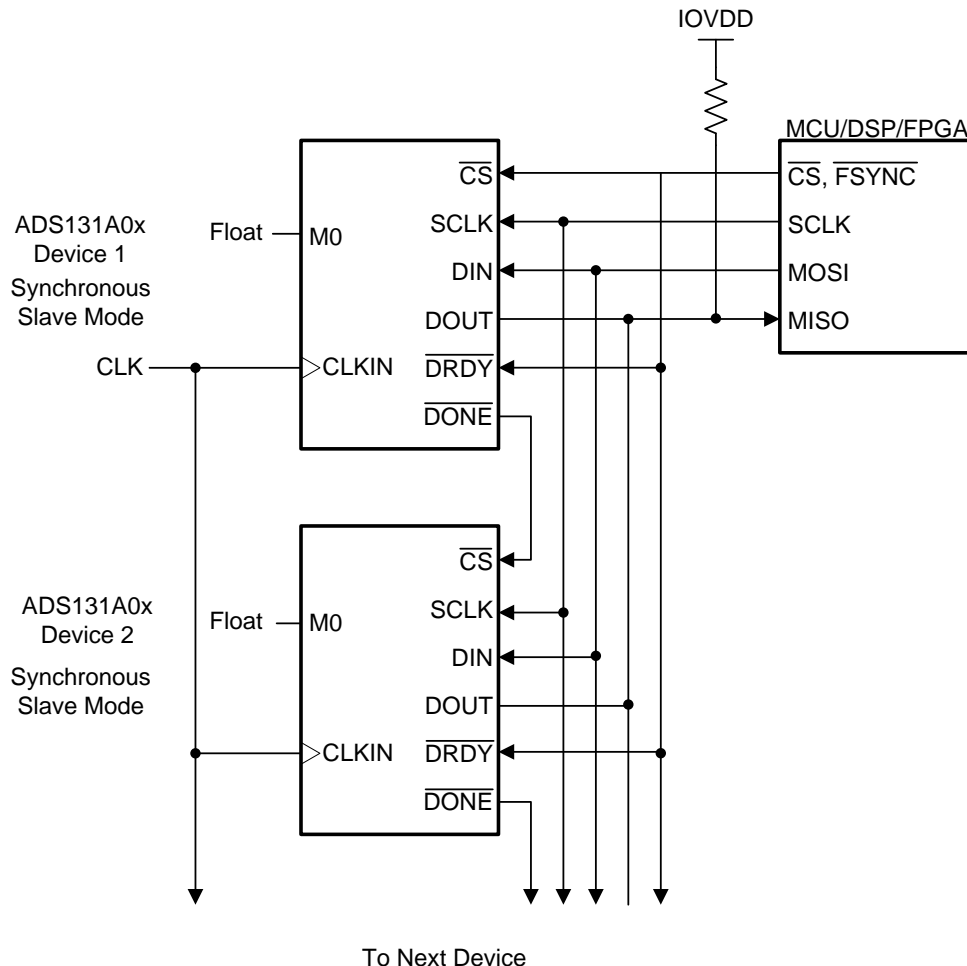 IOVDD
MCU/DSP/FPGA
CS, FSYNC
SCLK
MOSI
MISO
ADS131A0x
Device 1
Synchronous
Slave Mode
CLK
Float
M0
CLKIN
CS
SCLK
DIN
DOUT
DRDY
DONE
ADS131A0x
Device 2
Synchronous
Slave Mode
Float
M0
CLKIN
CS
SCLK
DIN
DOUT
DRDY
DONE
To Next Device